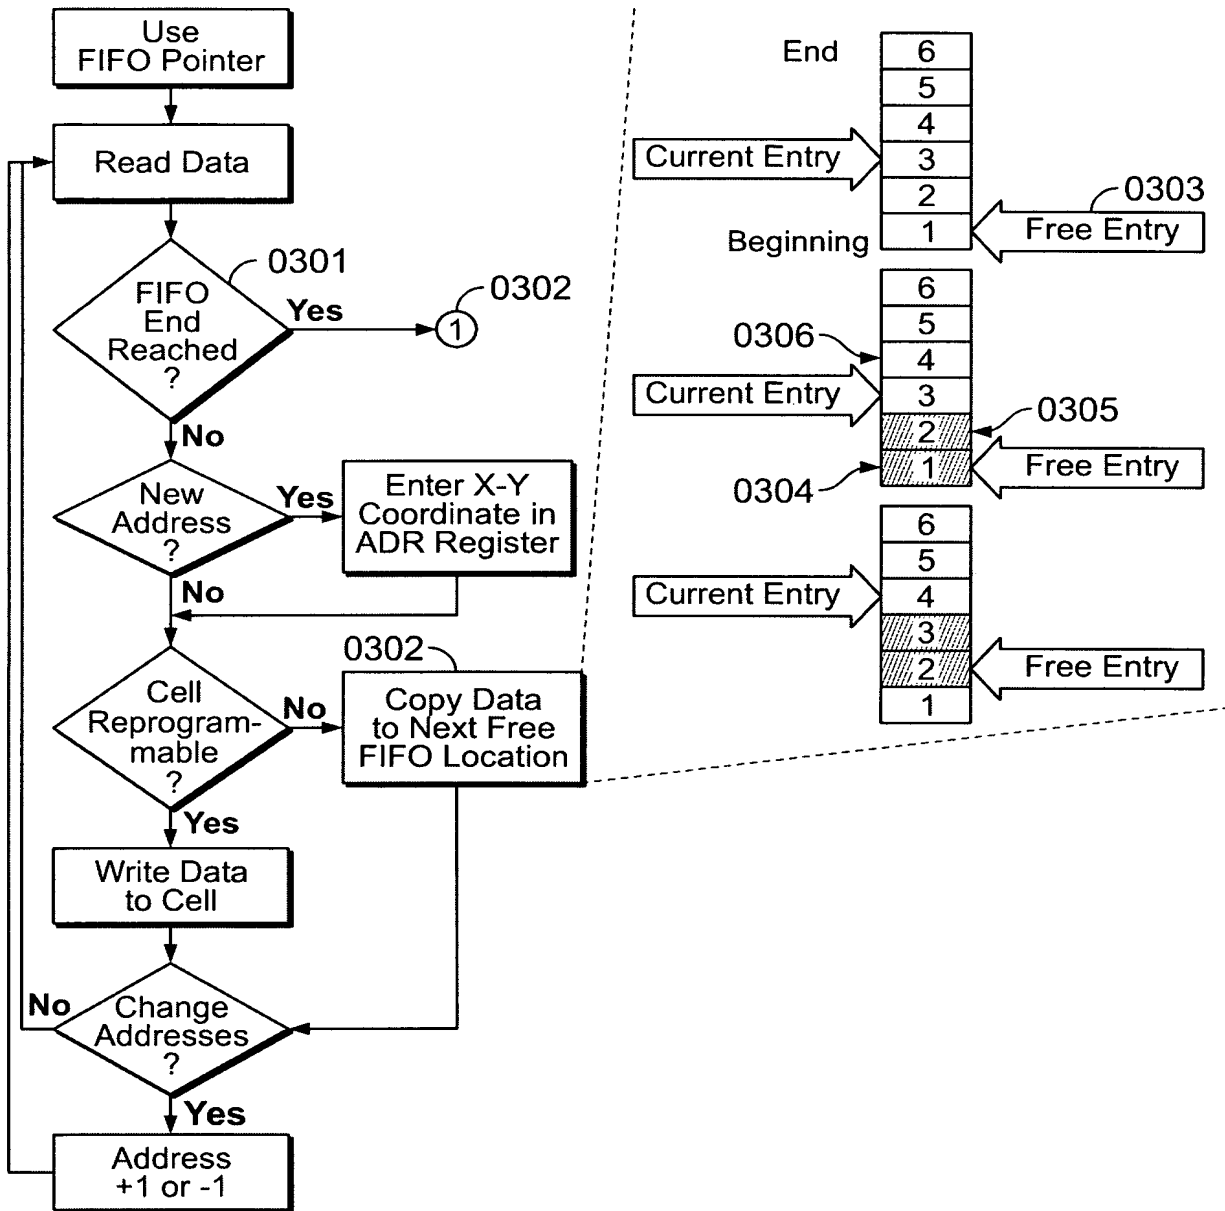 Use
FIFO Pointer
Read Data
0301
FIFO
End
Reached
?
Yes
0302
1
No
New
Address
?
Yes
Enter X-Y
Coordinate in
ADR Register
No
0302
Cell
Reprogram-
mable
?
No
Copy Data
to Next Free
FIFO Location
Yes
Write Data
to Cell
No
Change
Addresses
?
Yes
Address
+1 or -1
End
6
5
4
Current Entry
3
2
0303
Beginning
1
Free Entry
6
5
0306
4
Current Entry
3
0305
2
0304
1
Free Entry
6
5
Current Entry
4
3
2
Free Entry
1